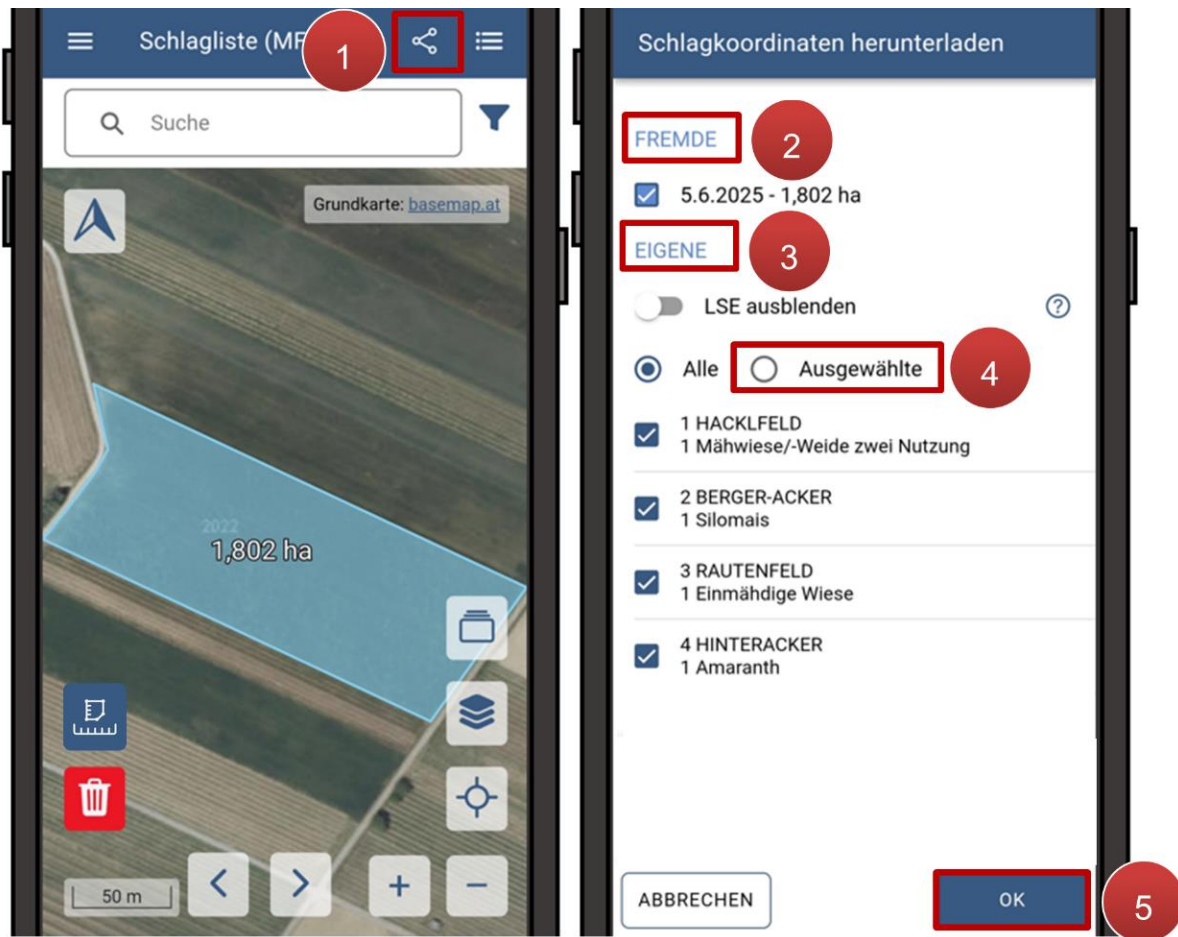 Schlagliste (MF
1
Suche
Grundkarte: basemap.at
2022
1,802 ha
50 m
+
−
Schlagkoordinaten herunterladen
FREMDE
2
5.6.2025 - 1,802 ha
EIGENE
3
LSE ausblenden
?
Alle
Ausgewählte
4
1 HACKLFELD
1 Mähwiese/-Weide zwei Nutzung
2 BERGER-ACKER
1 Silomais
3 RAUTENFELD
1 Einmähdige Wiese
4 HINTERACKER
1 Amaranth
ABBRECHEN
OK
5